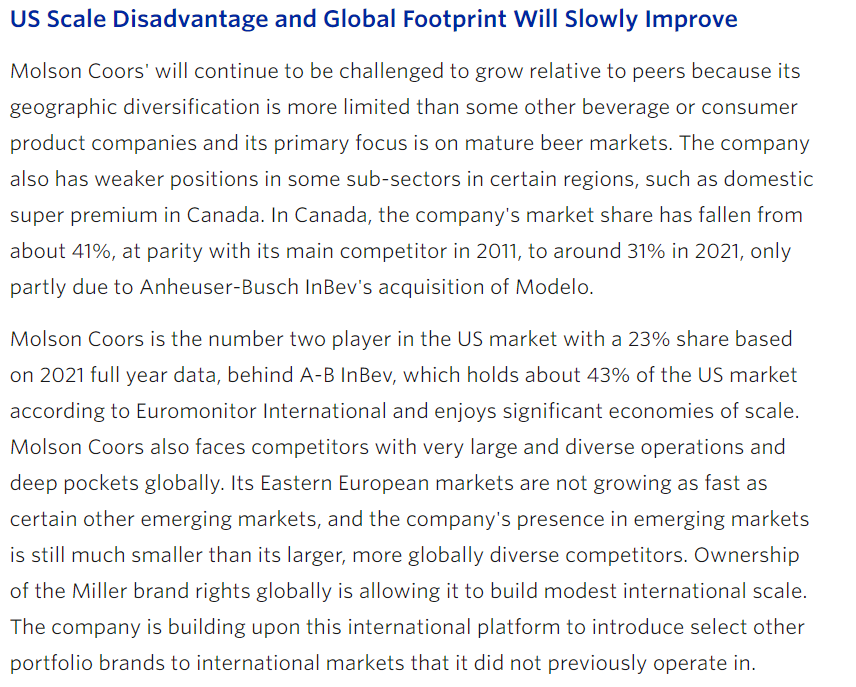 US Scale Disadvantage and Global Footprint Will Slowly Improve
Molson Coors' will continue to be challenged to grow relative to peers because its
geographic diversification is more limited than some other beverage or consumer
product companies and its primary focus is on mature beer markets. The company
also has weaker positions in some sub-sectors in certain regions, such as domestic
super premium in Canada. In Canada, the company's market share has fallen from
about 41%, at parity with its main competitor in 2011, to around 31% in 2021, only
partly due to Anheuser-Busch InBev's acquisition of Modelo.
Molson Coors is the number two player in the US market with a 23% share based
on 2021 full year data, behind A-B InBev, which holds about 43% of the US market
according to Euromonitor International and enjoys significant economies of scale.
Molson Coors also faces competitors with very large and diverse operations and
deep pockets globally. Its Eastern European markets are not growing as fast as
certain other emerging markets, and the company's presence in emerging markets
is still much smaller than its larger, more globally diverse competitors. Ownership
of the Miller brand rights globally is allowing it to build modest international scale.
The company is building upon this international platform to introduce select other
portfolio brands to international markets that it did not previously operate in.